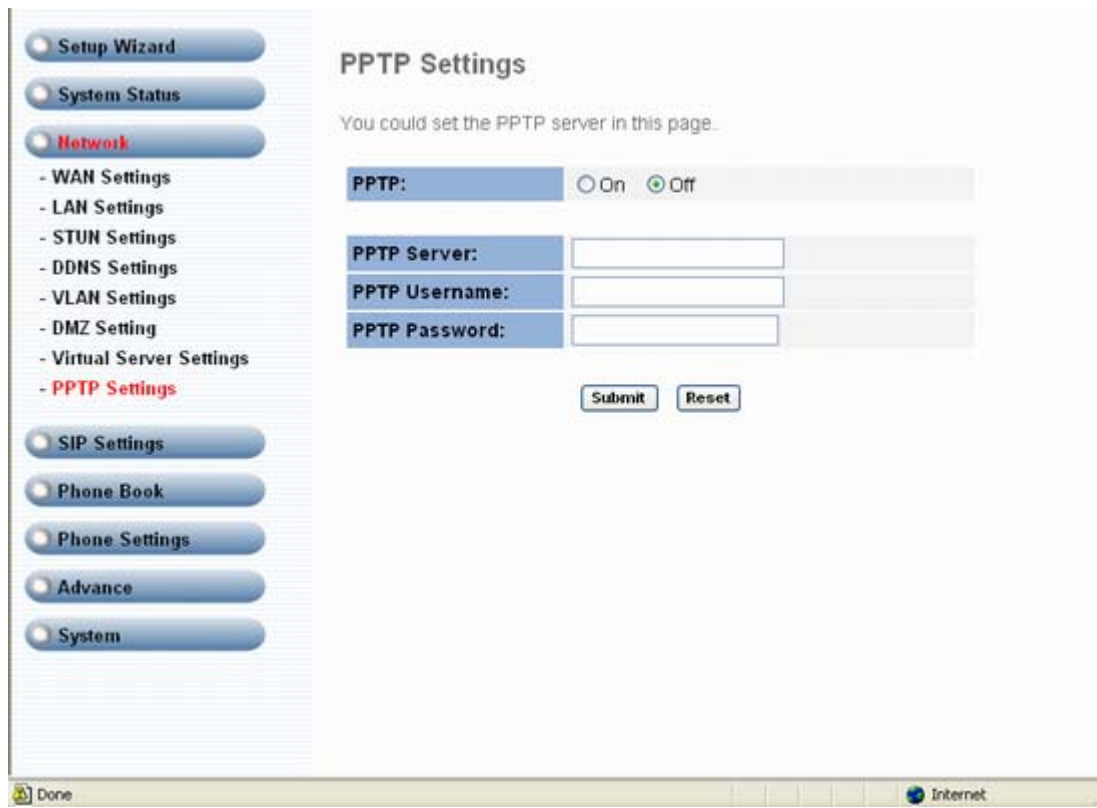 Setup Wizard
System Status
Network
- WAN Settings
- LAN Settings
- STUN Settings
- DDNS Settings
- VLAN Settings
- DMZ Setting
- Virtual Server Settings
- PPTP Settings
SIP Settings
Phone Book
Phone Settings
Advance
System
PPTP Settings
You could set the PPTP server in this page.
PPTP: On Off
PPTP Server:
PPTP Username:
PPTP Password:
Submit Reset
Done Internet